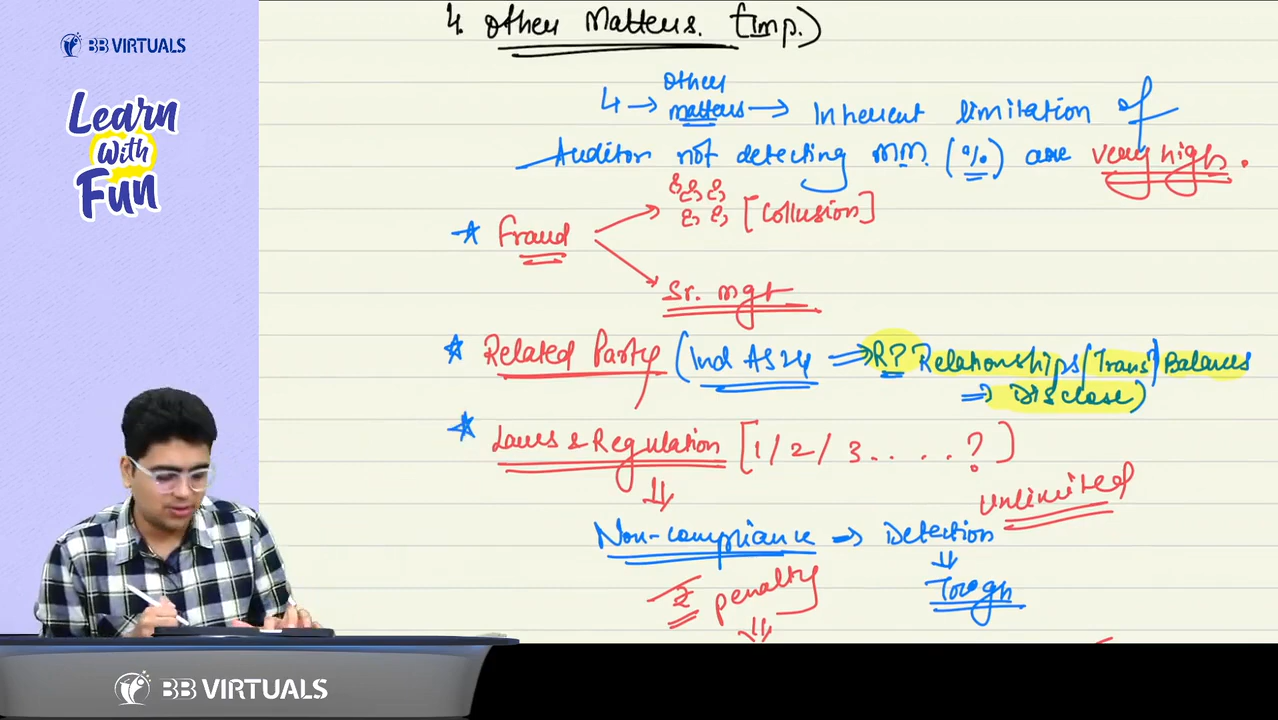 BB VIRTUALS
Learn
With
Fun
4. Other Matters. (Imp.)
4 → Other matters → Inherent limitation of
Auditor not detecting MM (%) are very high.
[Collusion]
Fraud
Sr. mgt
Related Party (Ind AS 24 ⇒ R? Relationships/Transⁿ/Balances
⇒ Disclose)
Laws & Regulation [1/2/3.....?]
Unlimited
Non-compliance → Detection
Tough
₹ penalty
BB VIRTUALS